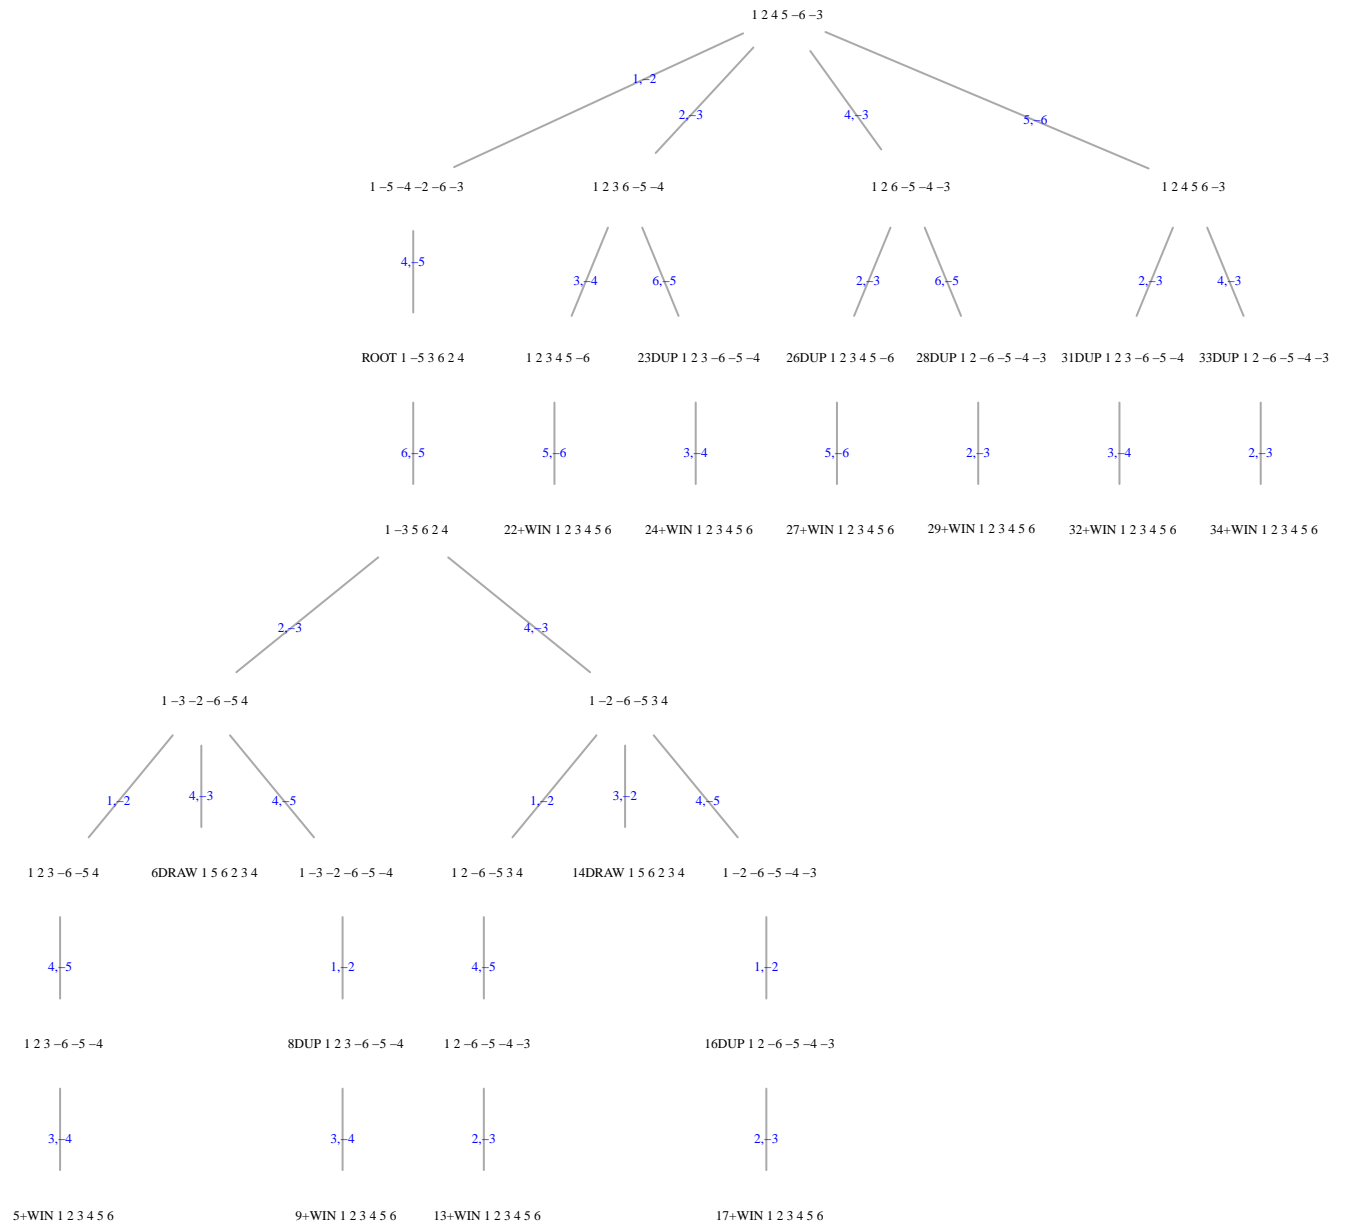 1 2 4 5 −6 −3
1,−2
2,−3
4,−3
5,−6
1 −5 −4 −2 −6 −3
1 2 3 6 −5 −4
1 2 6 −5 −4 −3
1 2 4 5 6 −3
4,−5
3,−4
6,−5
2,−3
6,−5
2,−3
4,−3
ROOT 1 −5 3 6 2 4
1 2 3 4 5 −6
23DUP 1 2 3 −6 −5 −4
26DUP 1 2 3 4 5 −6
28DUP 1 2 −6 −5 −4 −3
31DUP 1 2 3 −6 −5 −4
33DUP 1 2 −6 −5 −4 −3
6,−5
5,−6
3,−4
5,−6
2,−3
3,−4
2,−3
1 −3 5 6 2 4
22+WIN 1 2 3 4 5 6
24+WIN 1 2 3 4 5 6
27+WIN 1 2 3 4 5 6
29+WIN 1 2 3 4 5 6
32+WIN 1 2 3 4 5 6
34+WIN 1 2 3 4 5 6
2,−3
4,−3
1 −3 −2 −6 −5 4
1 −2 −6 −5 3 4
1,−2
4,−3
4,−5
1,−2
3,−2
4,−5
1 2 3 −6 −5 4
6DRAW 1 5 6 2 3 4
1 −3 −2 −6 −5 −4
1 2 −6 −5 3 4
14DRAW 1 5 6 2 3 4
1 −2 −6 −5 −4 −3
4,−5
1,−2
4,−5
1,−2
1 2 3 −6 −5 −4
8DUP 1 2 3 −6 −5 −4
1 2 −6 −5 −4 −3
16DUP 1 2 −6 −5 −4 −3
3,−4
3,−4
2,−3
2,−3
5+WIN 1 2 3 4 5 6
9+WIN 1 2 3 4 5 6
13+WIN 1 2 3 4 5 6
17+WIN 1 2 3 4 5 6